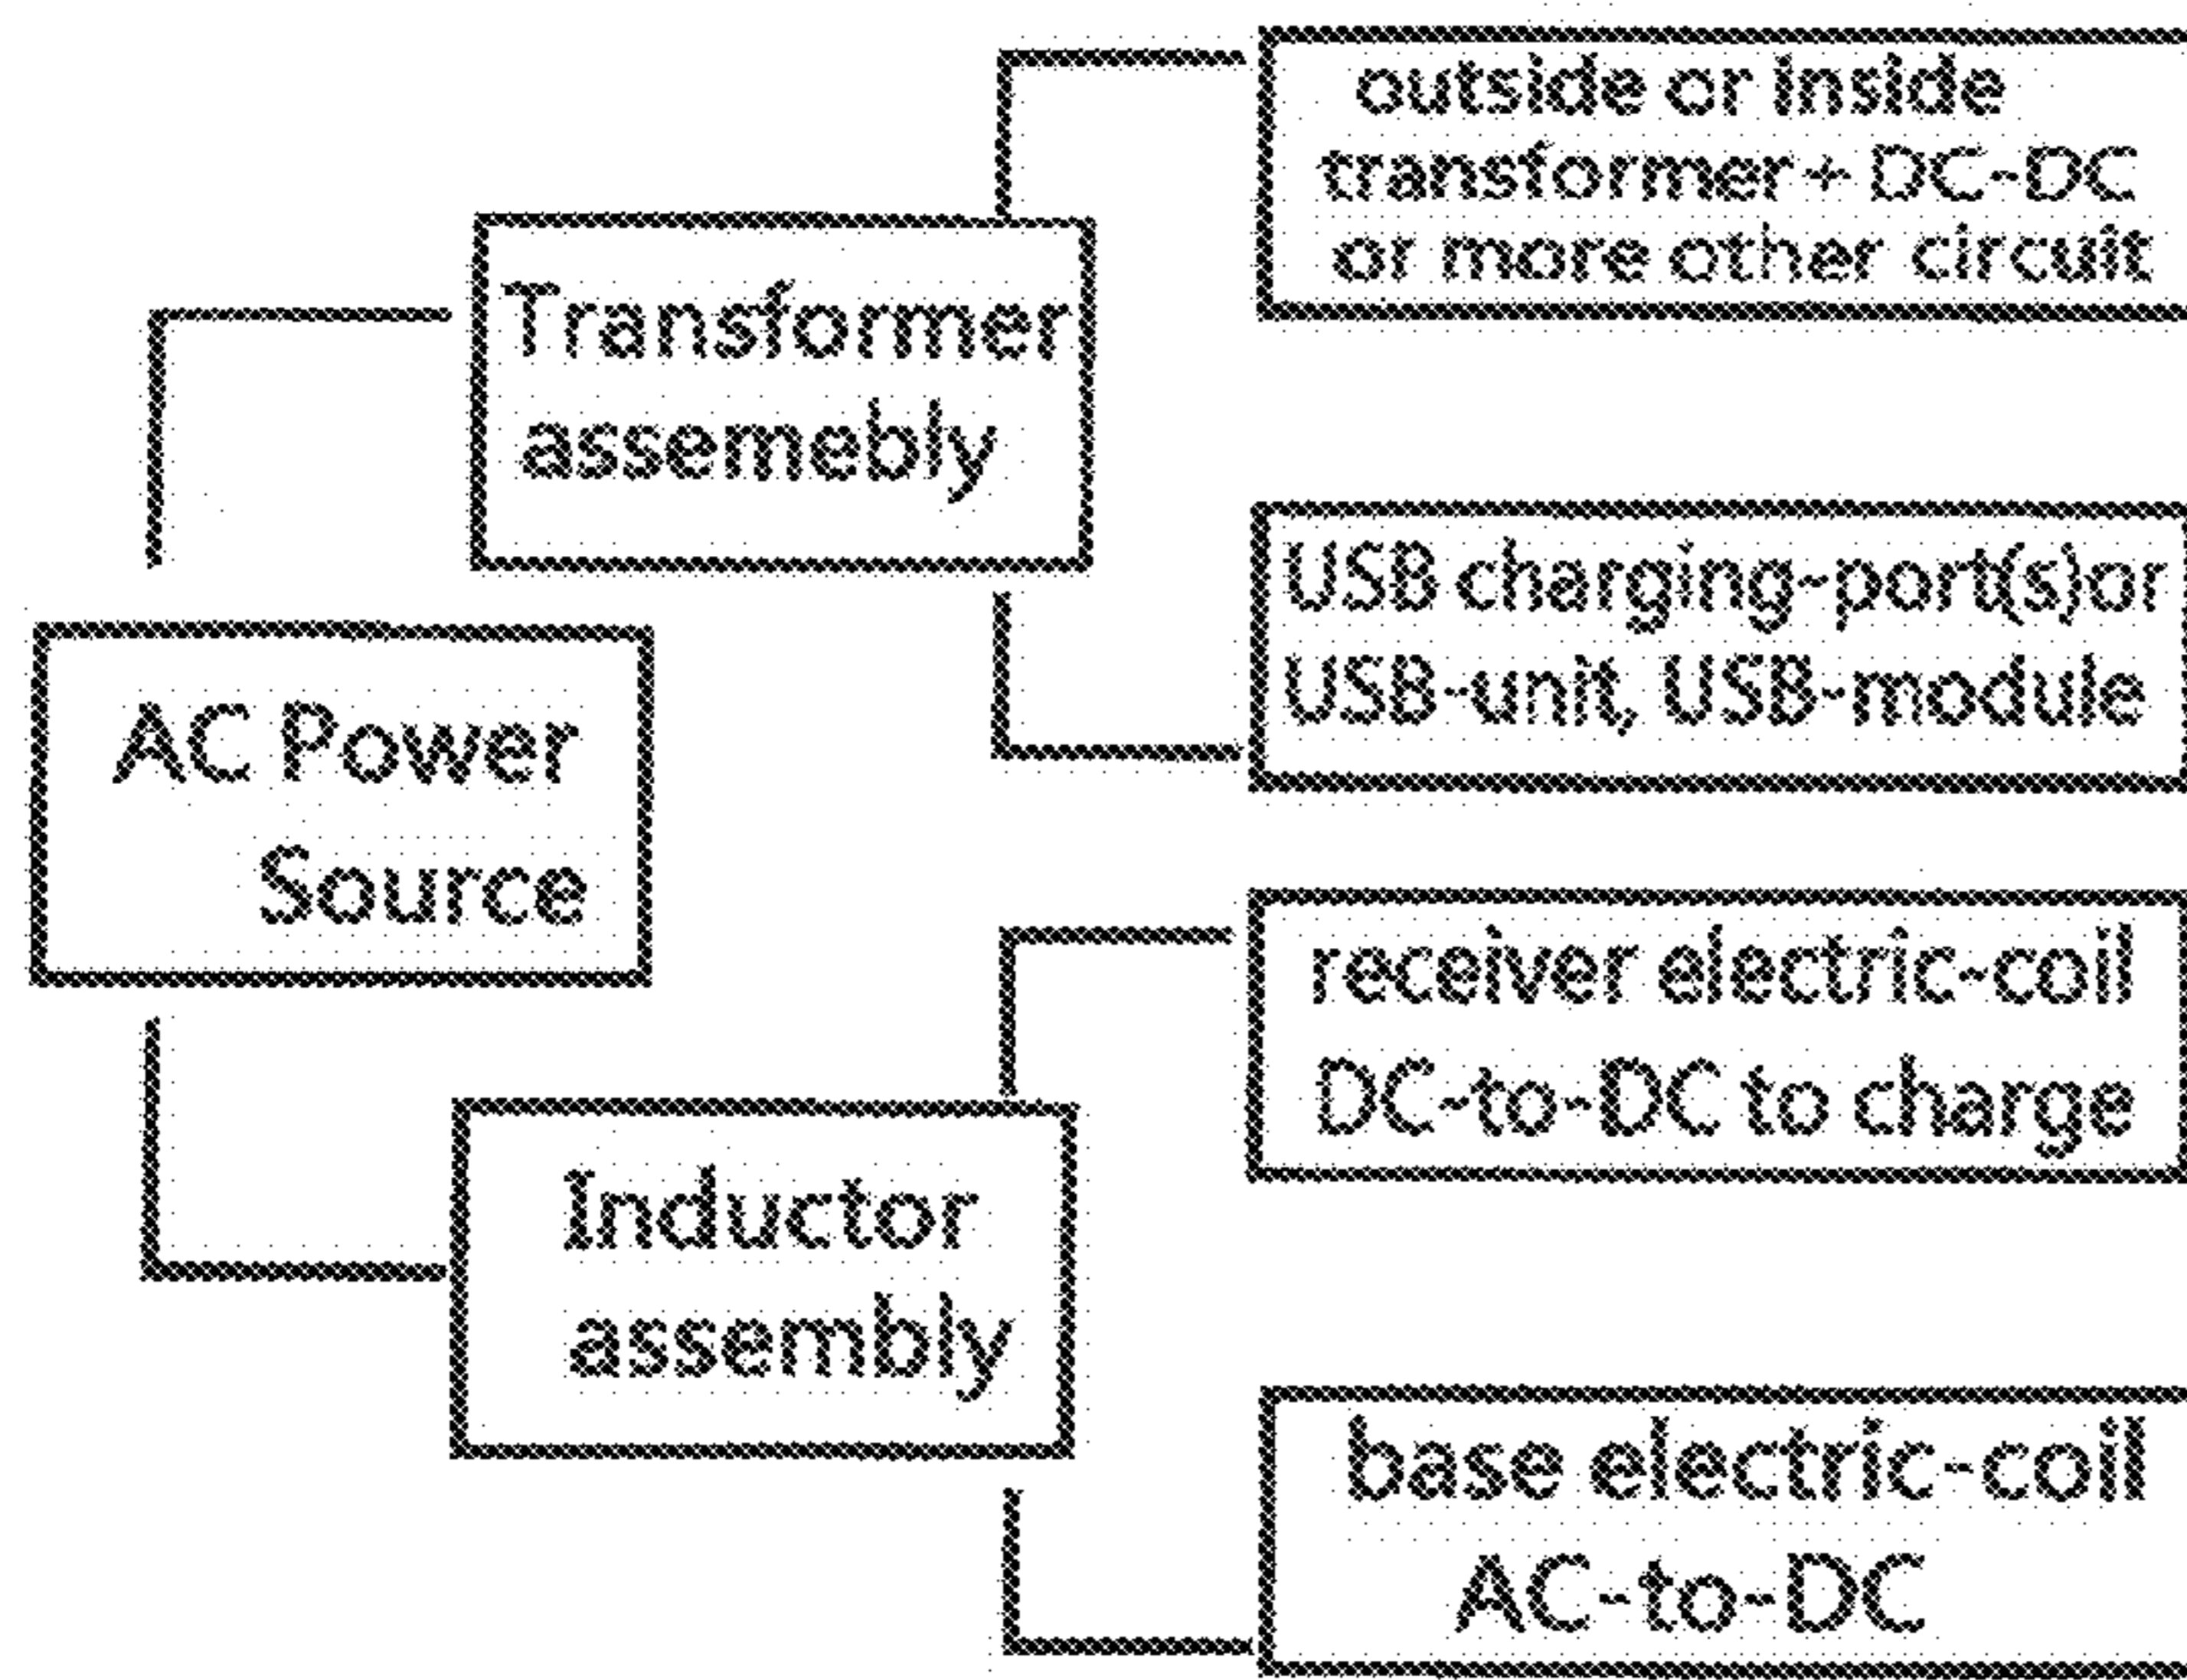 outside or inside
transformer + DC-DC
or more other circuit
Transformer
assemebly
USB charging-port(s)or
USB-unit, USB-module
AC Power
Source
receiver electric-coil
DC-to-DC to charge
Inductor
assembly
base electric-coil
AC-to-DC